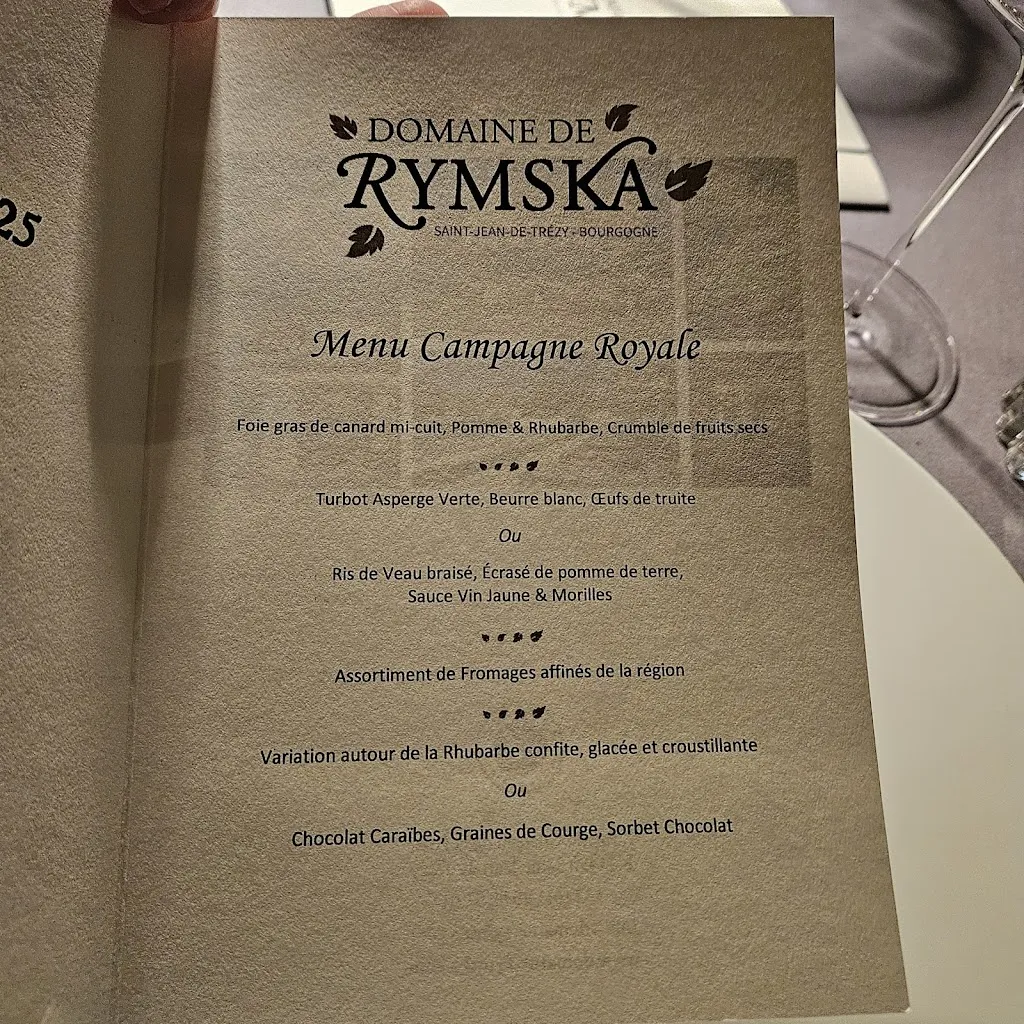 25
DOMAINE DE
RYMSKA
SAINT-JEAN-DE-TRÉZY - BOURGOGNE
Menu Campagne Royale
Foie gras de canard mi-cuit, Pomme & Rhubarbe, Crumble de fruits secs
Turbot Asperge Verte, Beurre blanc, Œufs de truite
Ou
Ris de Veau braisé, Écrasé de pomme de terre,
Sauce Vin Jaune & Morilles
Assortiment de Fromages affinés de la région
Variation autour de la Rhubarbe confite, glacée et croustillante
Ou
Chocolat Caraïbes, Graines de Courge, Sorbet Chocolat